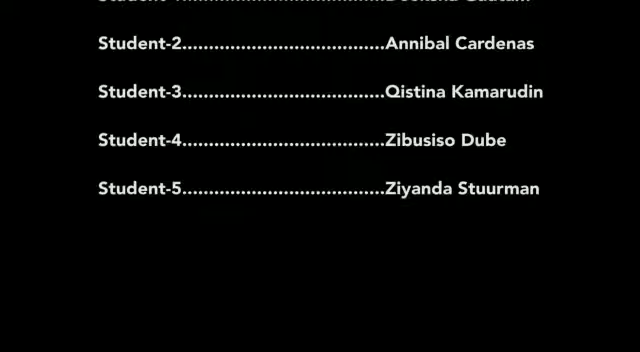 Student-2......................................Annibal Cardenas
Student-3......................................Qistina Kamarudin
Student-4......................................Zibusiso Dube
Student-5......................................Ziyanda Stuurman